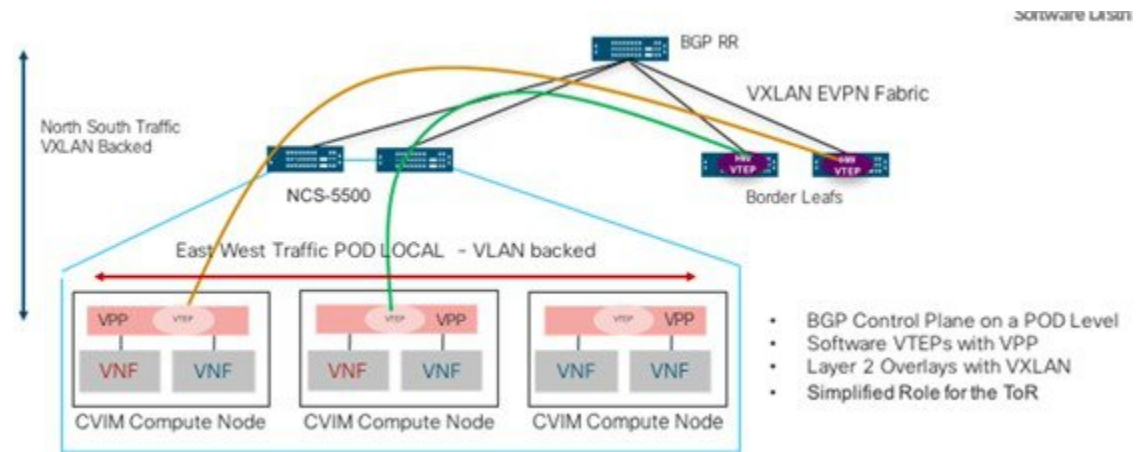 Software
BGP RR
VXLAN EVPN Fabric
North South Traffic
VXLAN Backed
VTEP
VTEP
NCS-5500
Border Leafs
East West Traffic POD LOCAL - VLAN backed
VTEP
VPP
VTEP
VPP
VPP
VNF
VNF
VNF
VNF
VNF
VNF
CVIM Compute Node
CVIM Compute Node
CVIM Compute Node
• BGP Control Plane on a POD Level
• Software VTEPs with VPP
• Layer 2 Overlays with VXLAN
• Simplified Role for the ToR